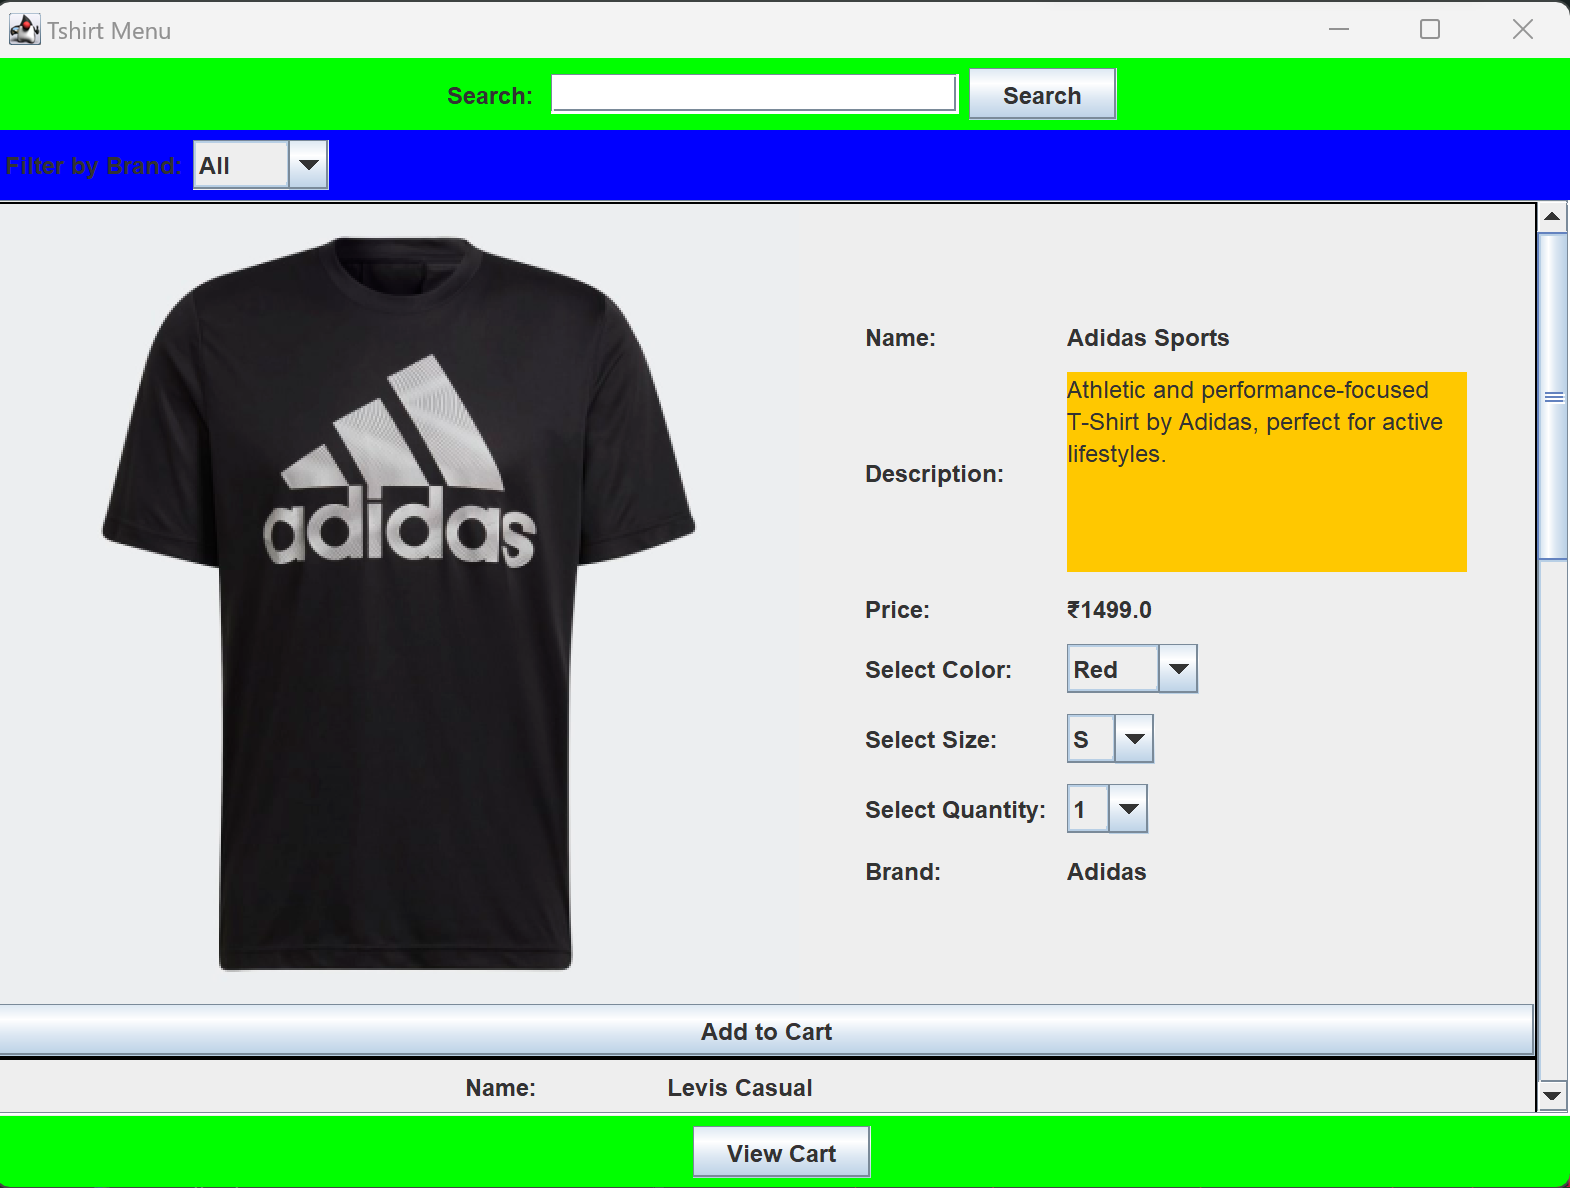 Tshirt Menu
Search:
Search
Filter by Brand:
All
adidas
Name:
Adidas Sports
Description:
Athletic and performance-focused
T-Shirt by Adidas, perfect for active
lifestyles.
Price:
₹1499.0
Select Color:
Red
Select Size:
S
Select Quantity:
1
Brand:
Adidas
Add to Cart
Name:
Levis Casual
View Cart